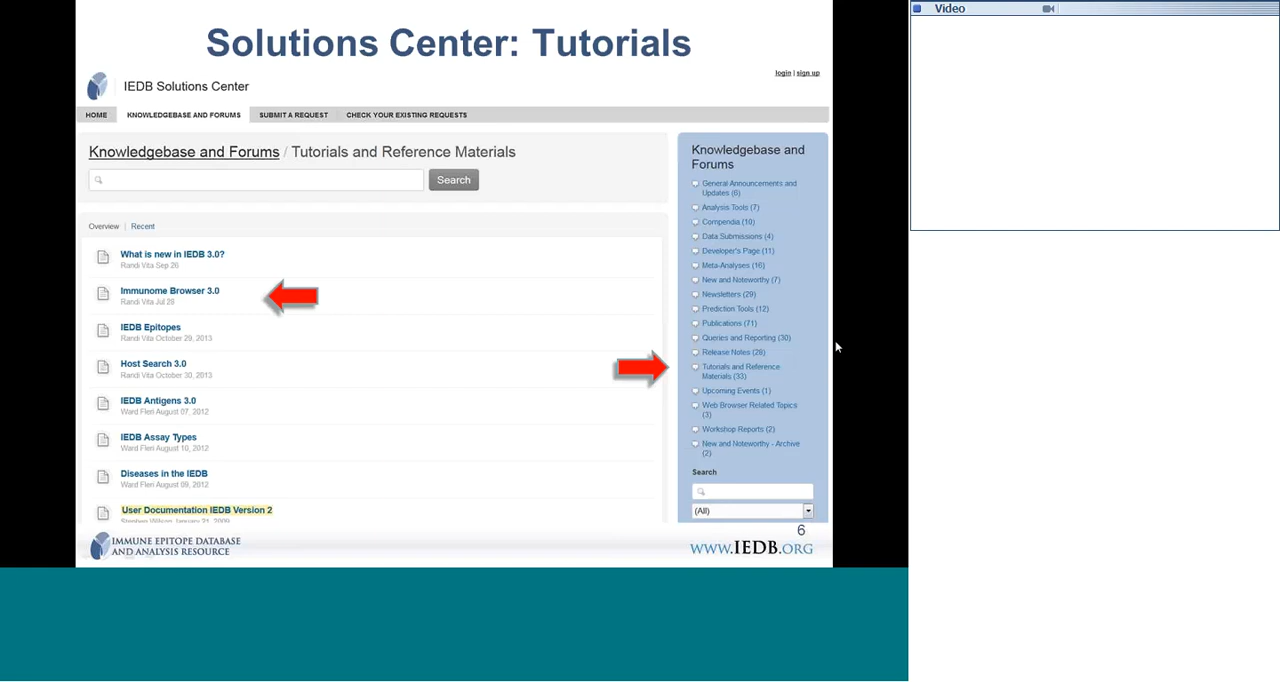 Video
Solutions Center: Tutorials
login | sign up
IEDB Solutions Center
HOME KNOWLEDGEBASE AND FORUMS SUBMIT A REQUEST CHECK YOUR EXISTING REQUESTS
Knowledgebase and Forums / Tutorials and Reference Materials
Search
Overview | Recent
What is new in IEDB 3.0?
Randi Vita Sep 26
Immunome Browser 3.0
Randi Vita Jul 28
IEDB Epitopes
Randi Vita October 29, 2013
Host Search 3.0
Randi Vita October 30, 2013
IEDB Antigens 3.0
Ward Fleri August 07, 2012
IEDB Assay Types
Ward Fleri August 10, 2012
Diseases in the IEDB
Ward Fleri August 09, 2012
User Documentation IEDB Version 2
Stephen Wilson January 21, 2009
Knowledgebase and
Forums
General Announcements and
Updates (6)
Analysis Tools (7)
Compendia (10)
Data Submissions (4)
Developer's Page (11)
Meta-Analyses (16)
New and Noteworthy (7)
Newsletters (29)
Prediction Tools (12)
Publications (71)
Queries and Reporting (30)
Release Notes (28)
Tutorials and Reference
Materials (33)
Upcoming Events (1)
Web Browser Related Topics
(3)
Workshop Reports (2)
New and Noteworthy - Archive
(2)
Search
(All)
6
IMMUNE EPITOPE DATABASE
AND ANALYSIS RESOURCE
WWW.IEDB.ORG